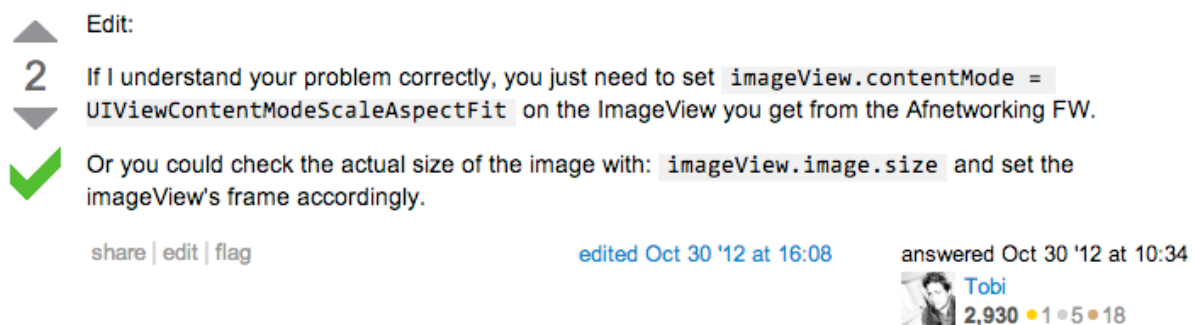 Edit:
2
If I understand your problem correctly, you just need to set imageView.contentMode =
UIViewContentModeScaleAspectFit on the ImageView you get from the Afnetworking FW.
Or you could check the actual size of the image with: imageView.image.size and set the
imageView's frame accordingly.
share | edit | flag
edited Oct 30 '12 at 16:08
answered Oct 30 '12 at 10:34
Tobi
2,930 ●1 ●5 ●18